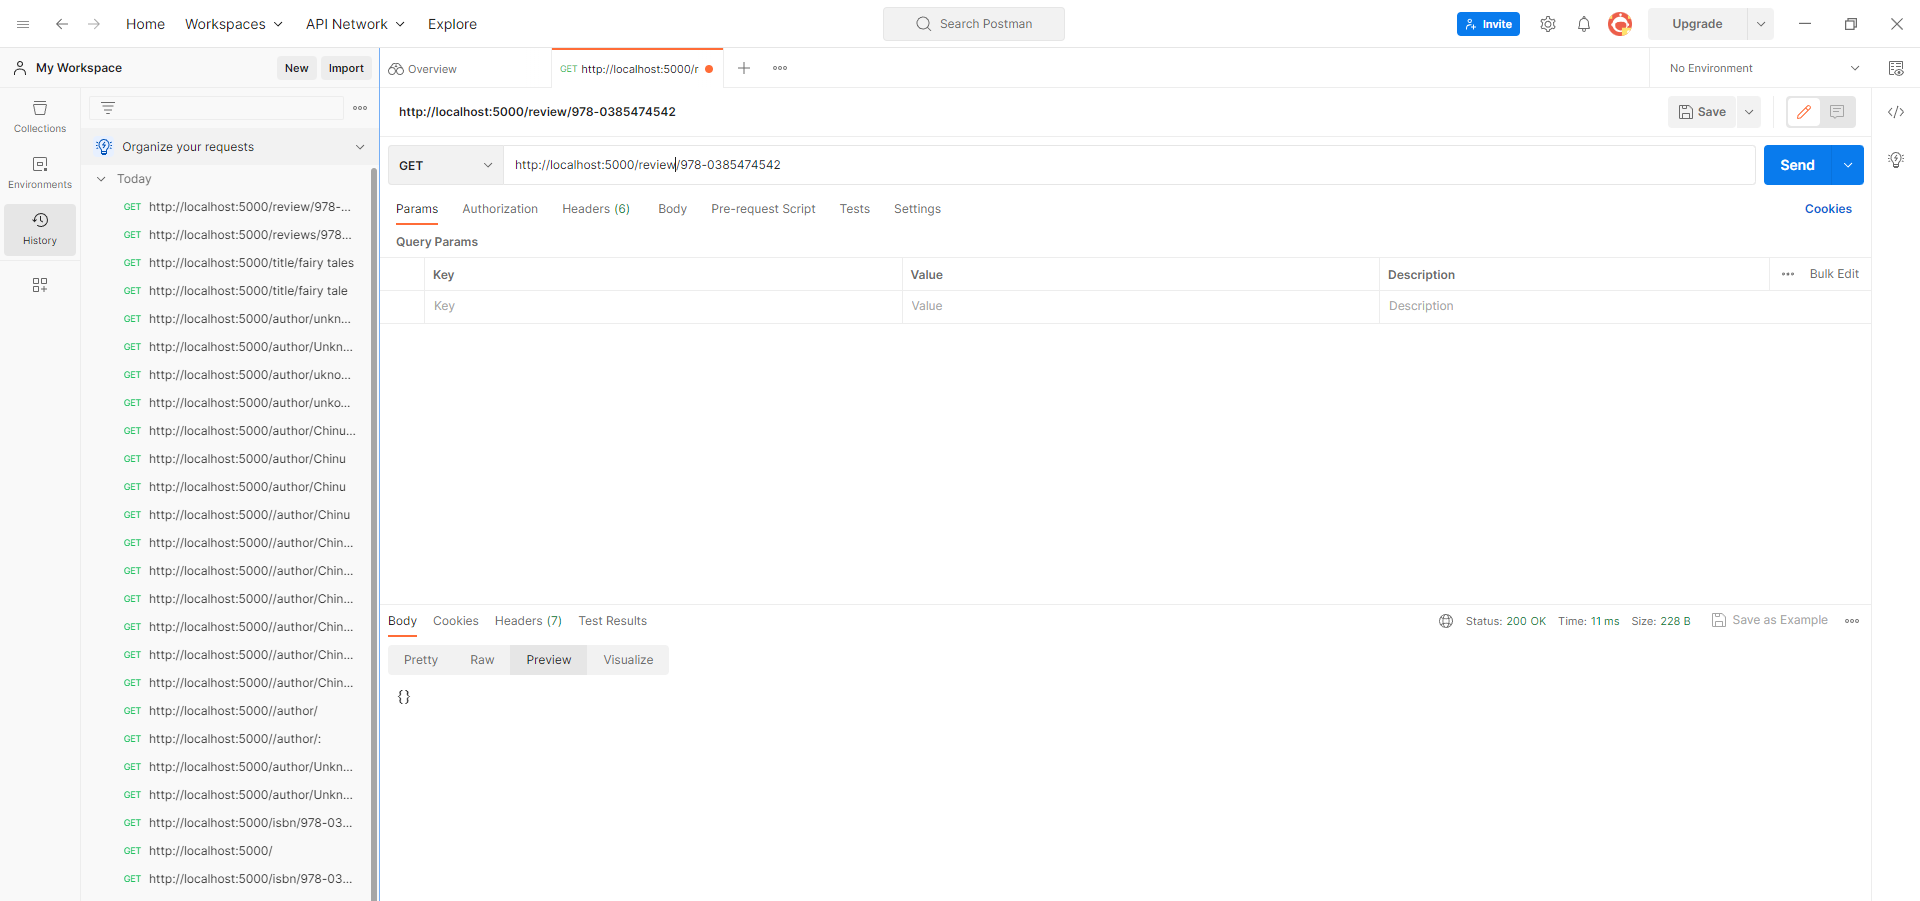 Home Workspaces API Network Explore Search Postman Invite Upgrade
My Workspace New Import Overview GET http://localhost:5000/r No Environment
http://localhost:5000/review/978-0385474542 Save
Collections
Organize your requests
GET http://localhost:5000/review/978-0385474542 Send
Environments
Today
GET http://localhost:5000/review/978-...
Params Authorization Headers (6) Body Pre-request Script Tests Settings Cookies
History
GET http://localhost:5000/reviews/978...
Query Params
GET http://localhost:5000/title/fairy tales
Key Value Description Bulk Edit
GET http://localhost:5000/title/fairy tale
Key Value Description
GET http://localhost:5000/author/unkn...
GET http://localhost:5000/author/Unkn...
GET http://localhost:5000/author/ukno...
GET http://localhost:5000/author/unko...
GET http://localhost:5000/author/Chinu...
GET http://localhost:5000/author/Chinu
GET http://localhost:5000/author/Chinu
GET http://localhost:5000//author/Chinu
GET http://localhost:5000//author/Chin...
GET http://localhost:5000//author/Chin...
GET http://localhost:5000//author/Chin...
GET http://localhost:5000//author/Chin...
GET http://localhost:5000//author/Chin...
GET http://localhost:5000//author/Chin...
GET http://localhost:5000//author/
GET http://localhost:5000//author/:
GET http://localhost:5000/author/Unkn...
GET http://localhost:5000/author/Unkn...
GET http://localhost:5000/isbn/978-03...
GET http://localhost:5000/
GET http://localhost:5000/isbn/978-03...
Body Cookies Headers (7) Test Results Status: 200 OK Time: 11 ms Size: 228 B Save as Example
Pretty Raw Preview Visualize
{}